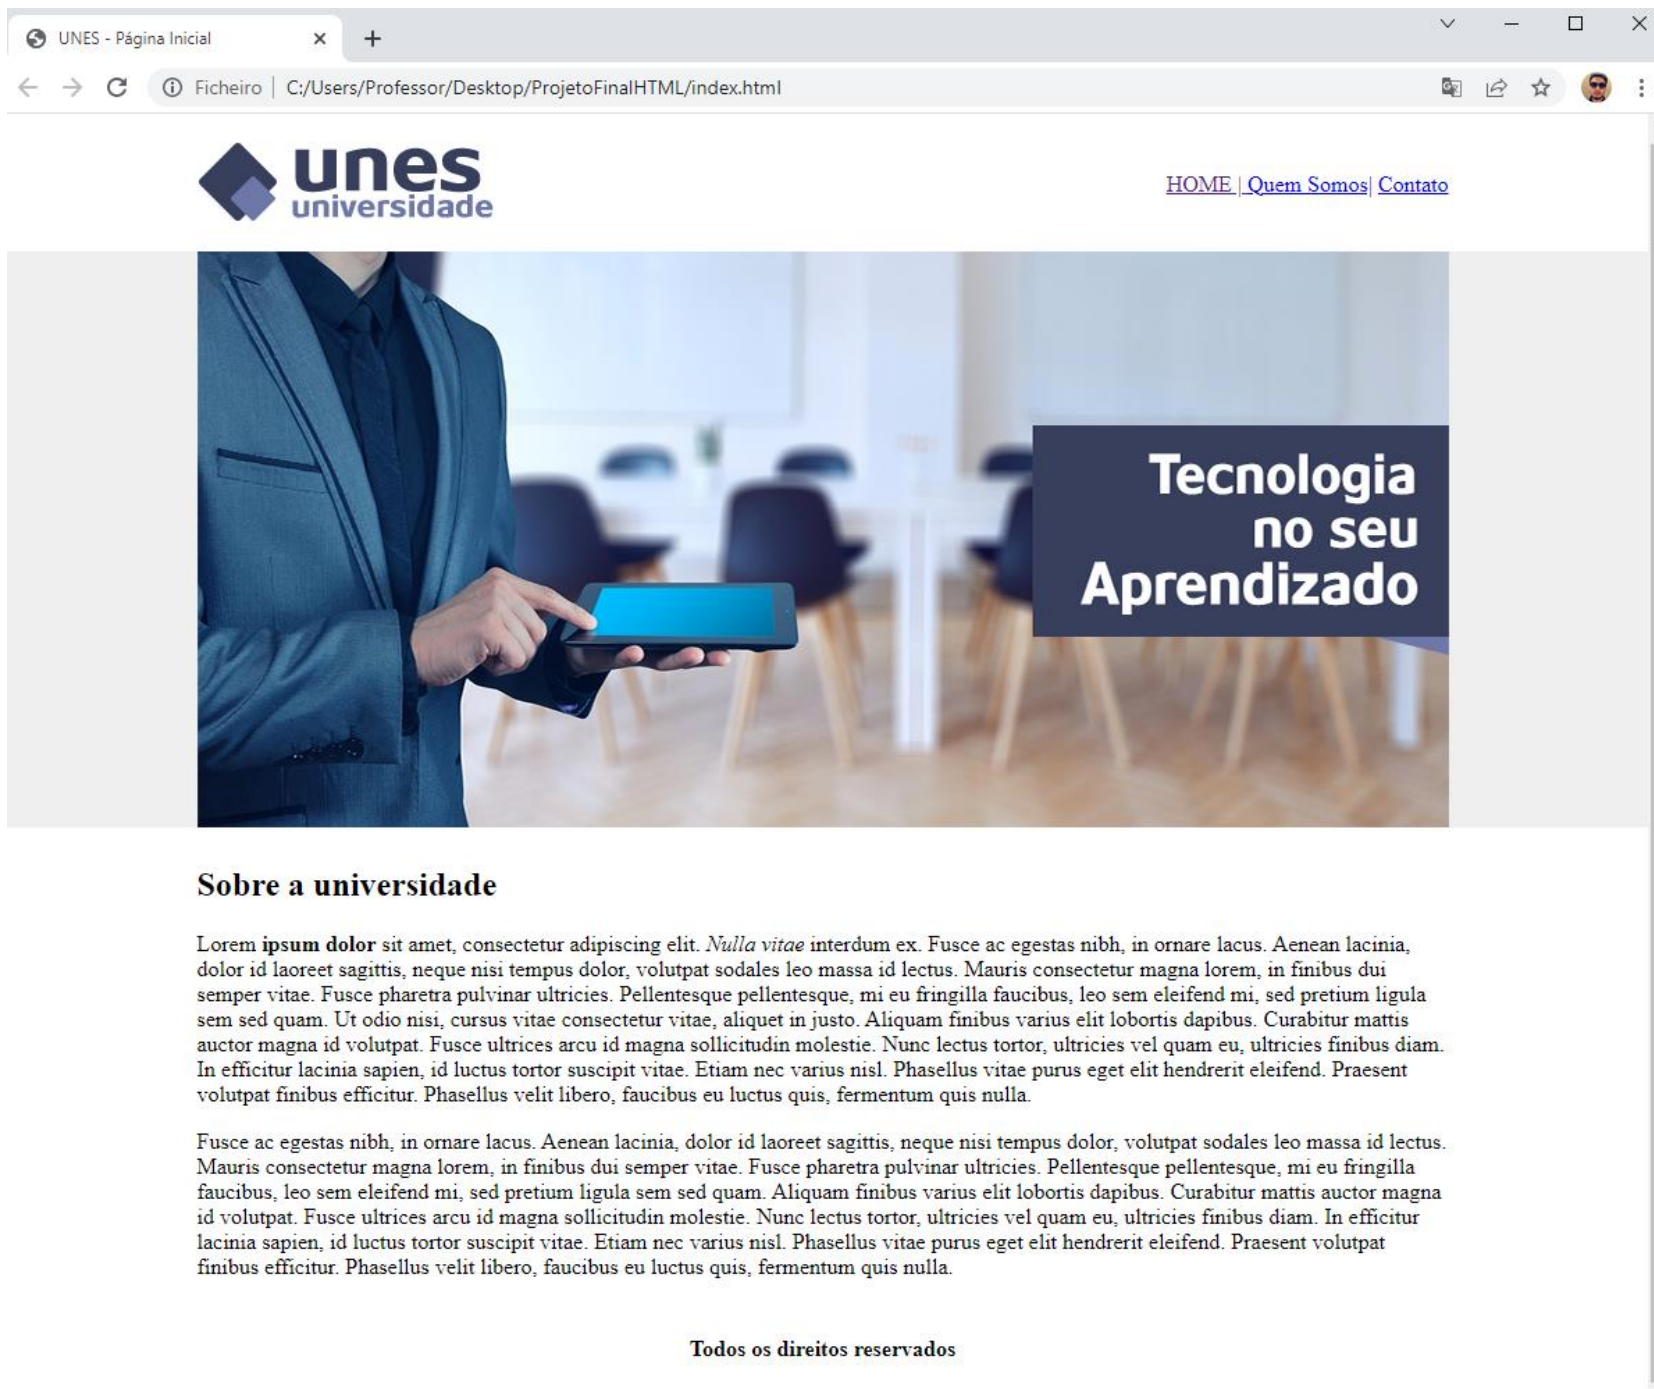 UNES - Página Inicial
Ficheiro | C:/Users/Professor/Desktop/ProjetoFinalHTML/index.html
unes
universidade
HOME | Quem Somos| Contato
Tecnologia
no seu
Aprendizado
Sobre a universidade
Lorem ipsum dolor sit amet, consectetur adipiscing elit. Nulla vitae interdum ex. Fusce ac egestas nibh, in ornare lacus. Aenean lacinia,
dolor id laoreet sagittis, neque nisi tempus dolor, volutpat sodales leo massa id lectus. Mauris consectetur magna lorem, in finibus dui
semper vitae. Fusce pharetra pulvinar ultricies. Pellentesque pellentesque, mi eu fringilla faucibus, leo sem eleifend mi, sed pretium ligula
sem sed quam. Ut odio nisi, cursus vitae consectetur vitae, aliquet in justo. Aliquam finibus varius elit lobortis dapibus. Curabitur mattis
auctor magna id volutpat. Fusce ultrices arcu id magna sollicitudin molestie. Nunc lectus tortor, ultricies vel quam eu, ultricies finibus diam.
In efficitur lacinia sapien, id luctus tortor suscipit vitae. Etiam nec varius nisl. Phasellus vitae purus eget elit hendrerit eleifend. Praesent
volutpat finibus efficitur. Phasellus velit libero, faucibus eu luctus quis, fermentum quis nulla.
Fusce ac egestas nibh, in ornare lacus. Aenean lacinia, dolor id laoreet sagittis, neque nisi tempus dolor, volutpat sodales leo massa id lectus.
Mauris consectetur magna lorem, in finibus dui semper vitae. Fusce pharetra pulvinar ultricies. Pellentesque pellentesque, mi eu fringilla
faucibus, leo sem eleifend mi, sed pretium ligula sem sed quam. Aliquam finibus varius elit lobortis dapibus. Curabitur mattis auctor magna
id volutpat. Fusce ultrices arcu id magna sollicitudin molestie. Nunc lectus tortor, ultricies vel quam eu, ultricies finibus diam. In efficitur
lacinia sapien, id luctus tortor suscipit vitae. Etiam nec varius nisl. Phasellus vitae purus eget elit hendrerit eleifend. Praesent volutpat
finibus efficitur. Phasellus velit libero, faucibus eu luctus quis, fermentum quis nulla.
Todos os direitos reservados